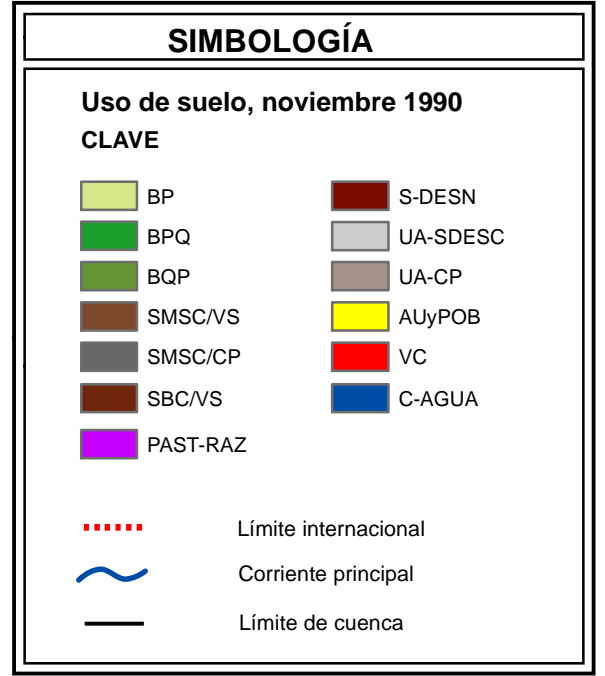 SIMBOLOGÍA
Uso de suelo, noviembre 1990
CLAVE
BP
BPQ
BQP
SMSC/VS
SMSC/CP
SBC/VS
PAST-RAZ
S-DESN
UA-SDESC
UA-CP
AUyPOB
VC
C-AGUA
Límite internacional
Corriente principal
Límite de cuenca